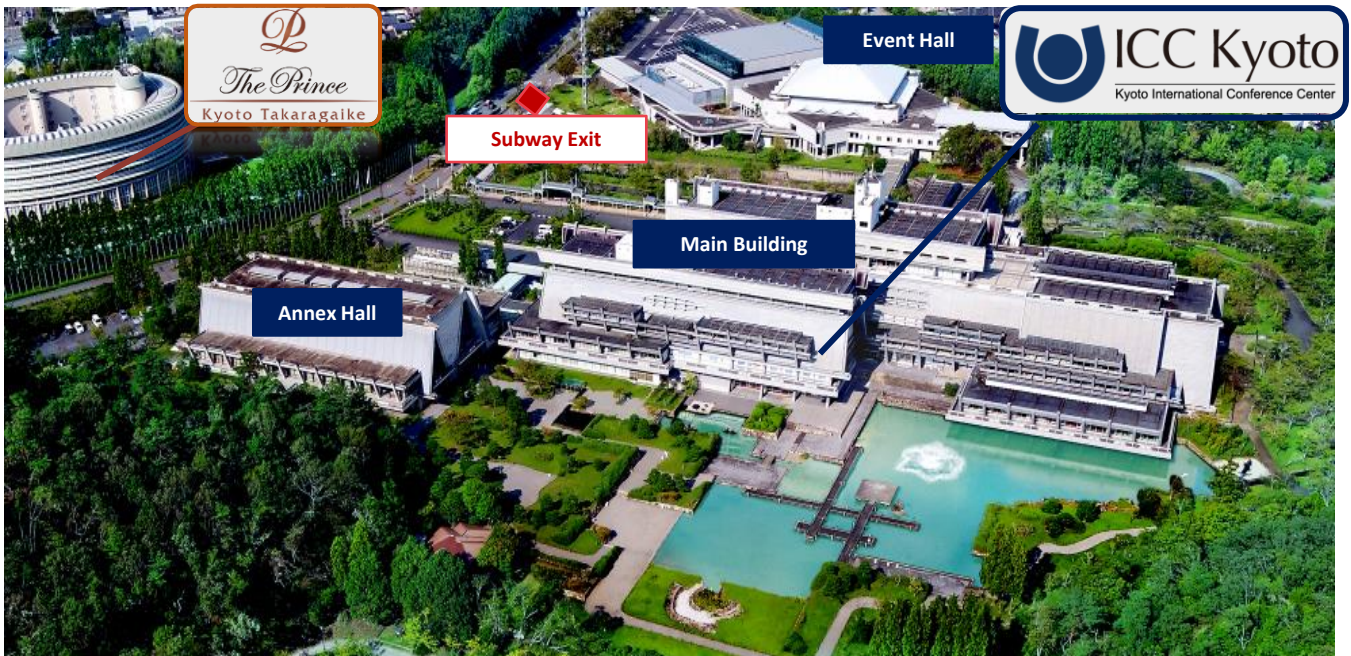 The Prince
Kyoto Takaragaike
Subway Exit
Event Hall
ICC Kyoto
Kyoto International Conference Center
Main Building
Annex Hall